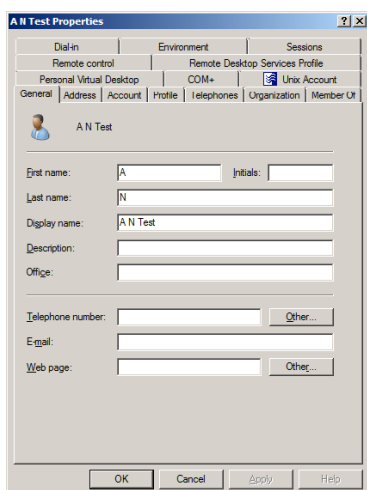 A N Test Properties
Dial-in Environment Sessions
Remote control Remote Desktop Services Profile
Personal Virtual Desktop COM+ Unix Account
General Address Account Profile Telephones Organization Member Of
A N Test
First name: A Initials:
Last name: N
Display name: A N Test
Description:
Office:
Telephone number: Other...
E-mail:
Web page: Other...
OK Cancel Apply Help